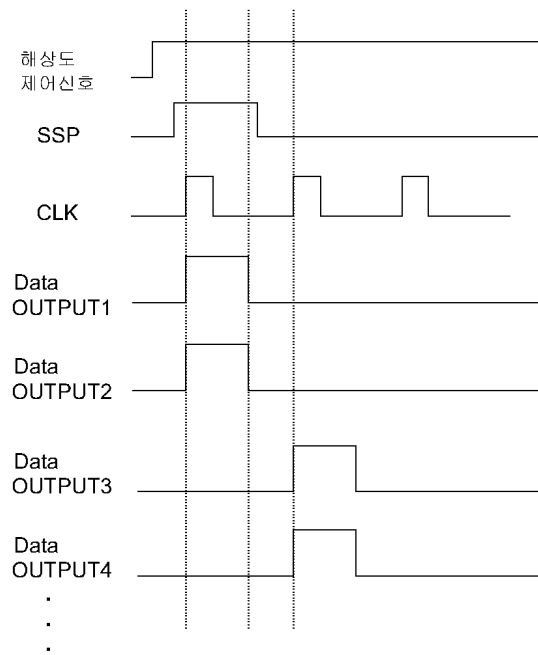 해상도
제어신호
SSP
CLK
Data
OUTPUT1
Data
OUTPUT2
Data
OUTPUT3
Data
OUTPUT4
.
.
.